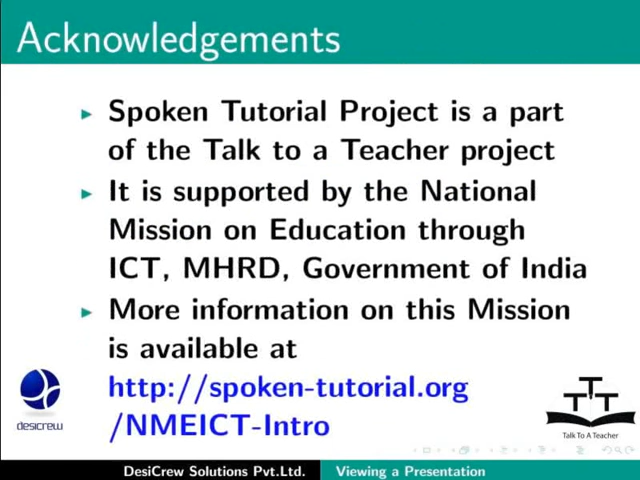 Acknowledgements
Spoken Tutorial Project is a part
of the Talk to a Teacher project
It is supported by the National
Mission on Education through
ICT, MHRD, Government of India
More information on this Mission
is available at
http://spoken-tutorial.org
/NMEICT-Intro
desicrew
TTT
Talk To A Teacher
DesiCrew Solutions Pvt.Ltd.
Viewing a Presentation